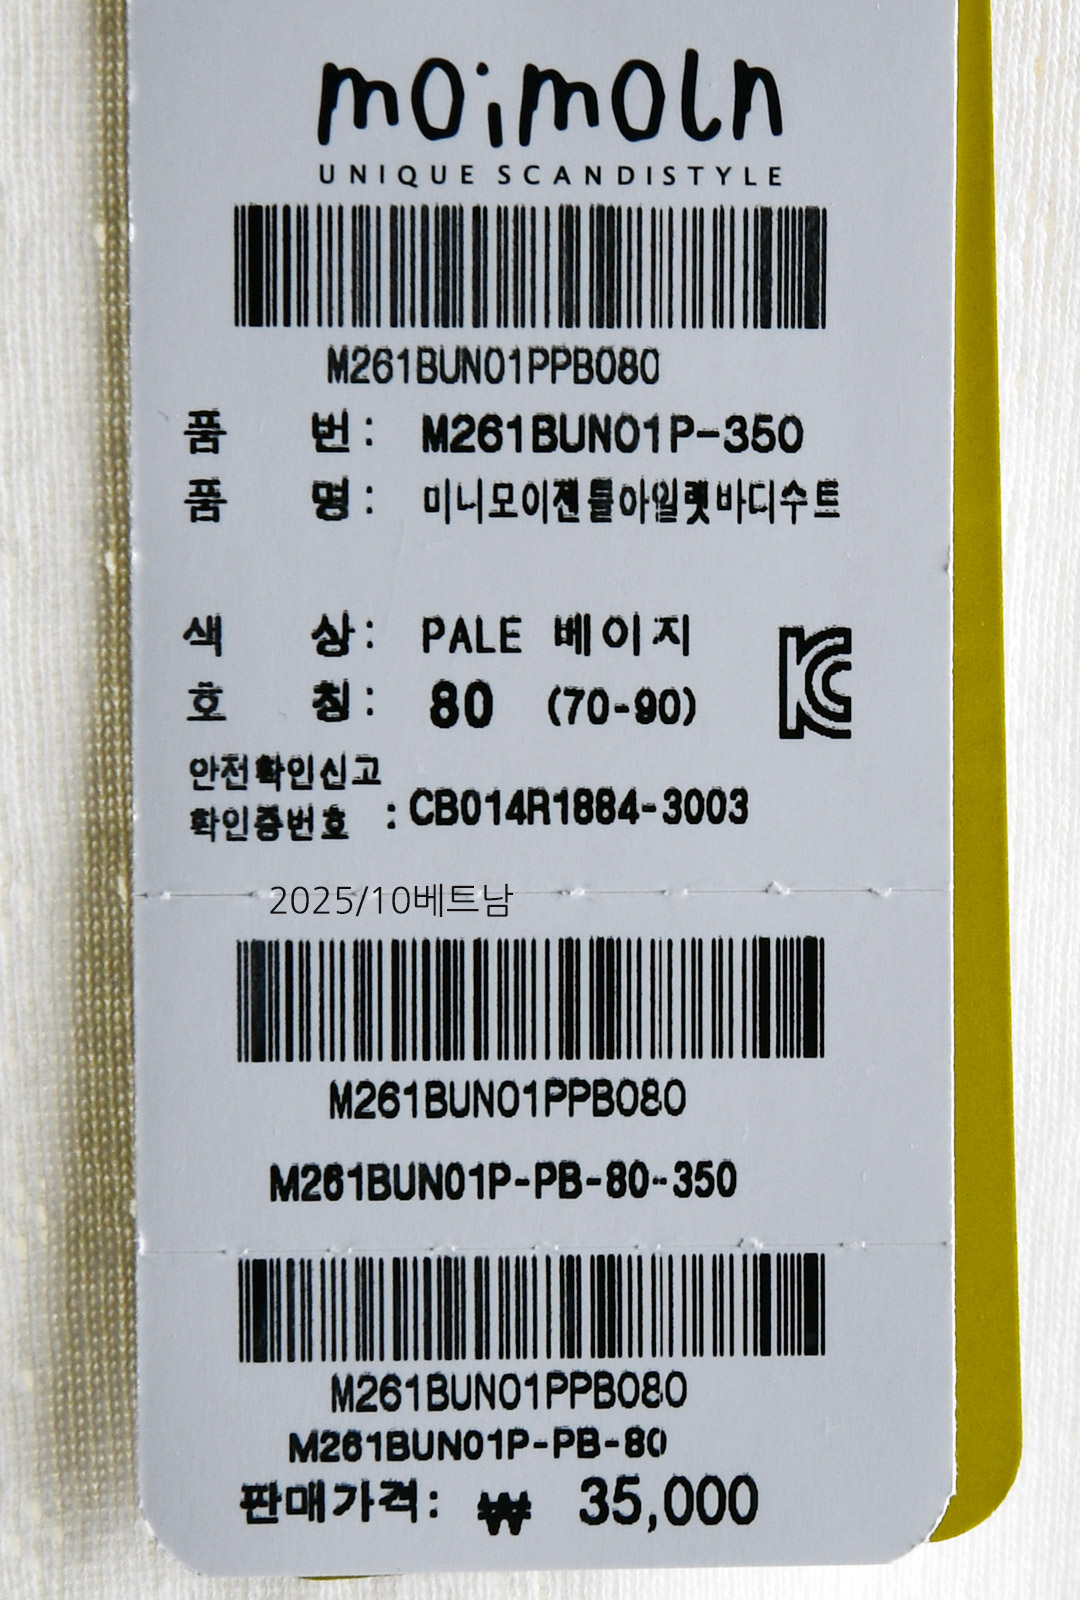 moimoln
UNIQUE SCANDISTYLE
M261BUN01PPB080
품 번: M261BUN01P-350
품 명: 미니모이젠틀아일렛바디수트
색 상: PALE 베이지
호 칭: 80 (70-90)
안전확인신고
확인증번호 : CB014R1884-3003
2025/10베트남
M261BUN01PPB080
M261BUN01P-PB-80-350
M261BUN01PPB080
M261BUN01P-PB-80
판매가격: ₩ 35,000